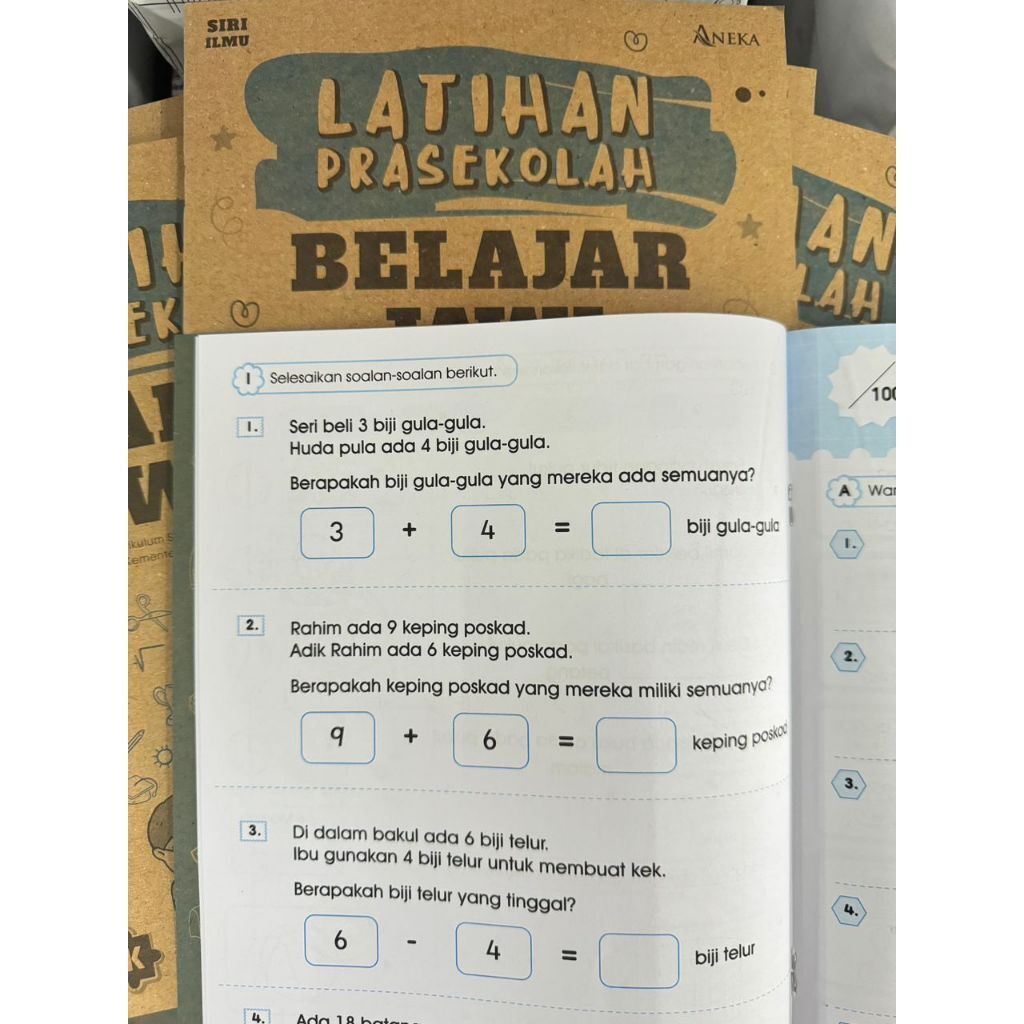 SIRI
ILMU
ANEKA
LATIHAN
PRASEKOLAH
BELAJAR
1 Selesaikan soalan-soalan berikut.
1. Seri beli 3 biji gula-gula.
Huda pula ada 4 biji gula-gula.
Berapakah biji gula-gula yang mereka ada semuanya?
3 + 4 = biji gula-gula
2. Rahim ada 9 keping poskad.
Adik Rahim ada 6 keping poskad.
Berapakah keping poskad yang mereka miliki semuanya?
9 + 6 = keping poskad
3. Di dalam bakul ada 6 biji telur.
Ibu gunakan 4 biji telur untuk membuat kek.
Berapakah biji telur yang tinggal?
6 - 4 = biji telur
4. Ada 18
100
A
1.
2.
3.
4.